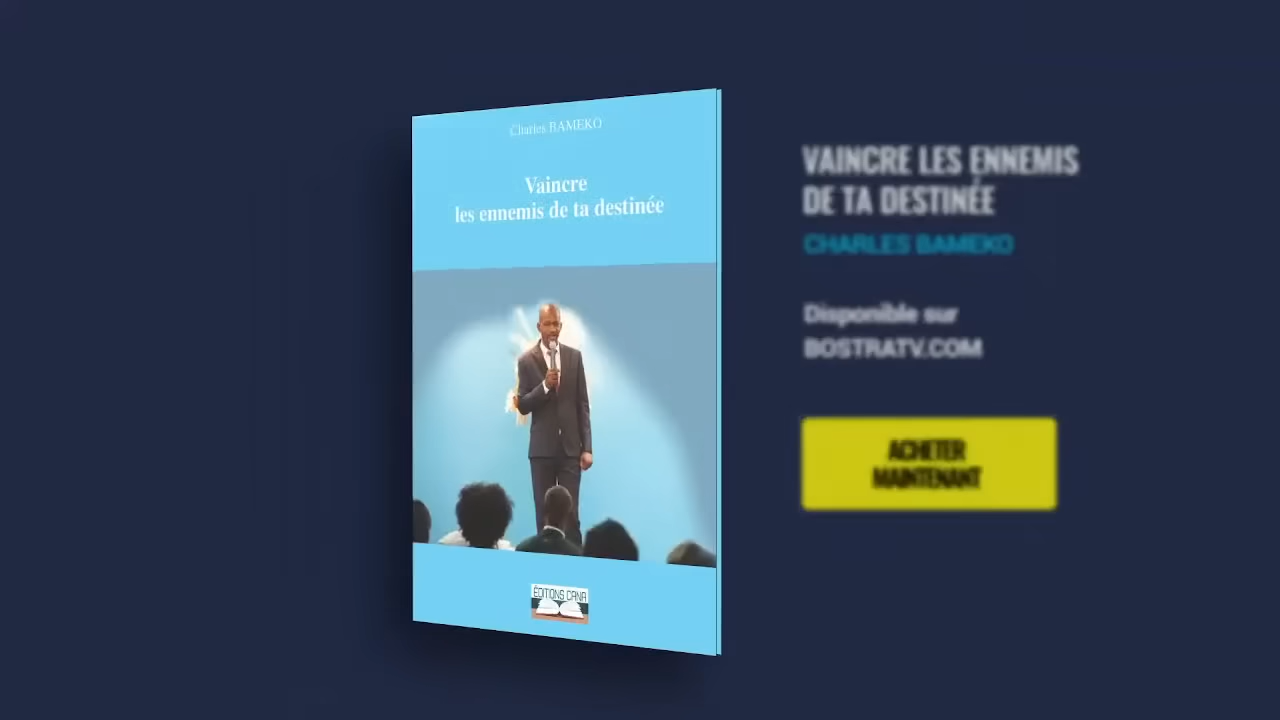 Charles BAMEKO
Vaincre
les ennemis de ta destinée
ÉDITIONS CANA
VAINCRE LES ENNEMIS
DE TA DESTINÉE
CHARLES BAMEKO
Disponible sur
BOSTRATV.COM
ACHETER
MAINTENANT